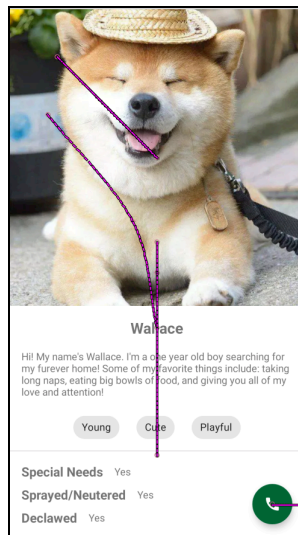 Wallace
Hi! My name's Wallace. I'm a one year old boy searching for
my furever home! Some of my favorite things include: taking
long naps, eating big bowls of food, and giving you all of my
love and attention!
Young Cute Playful
Special Needs Yes
Sprayed/Neutered Yes
Declawed Yes